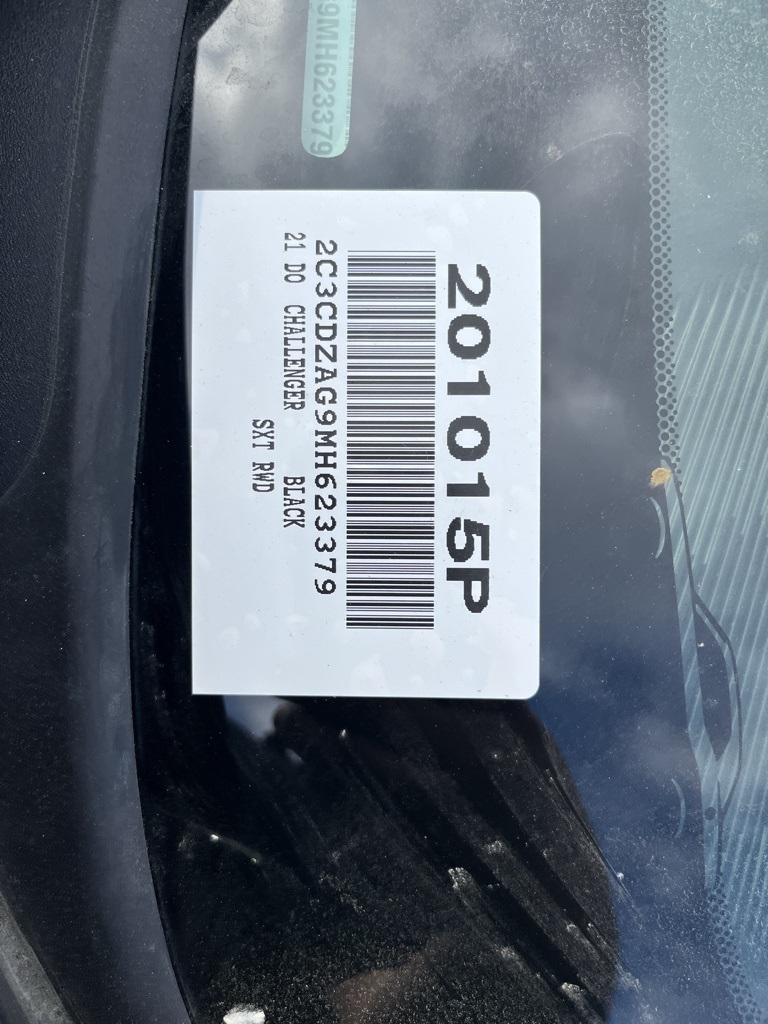 9MH623379
201015P
2C3CDZAG9MH623379
21 DO CHALLENGER BLACK
SXT RWD